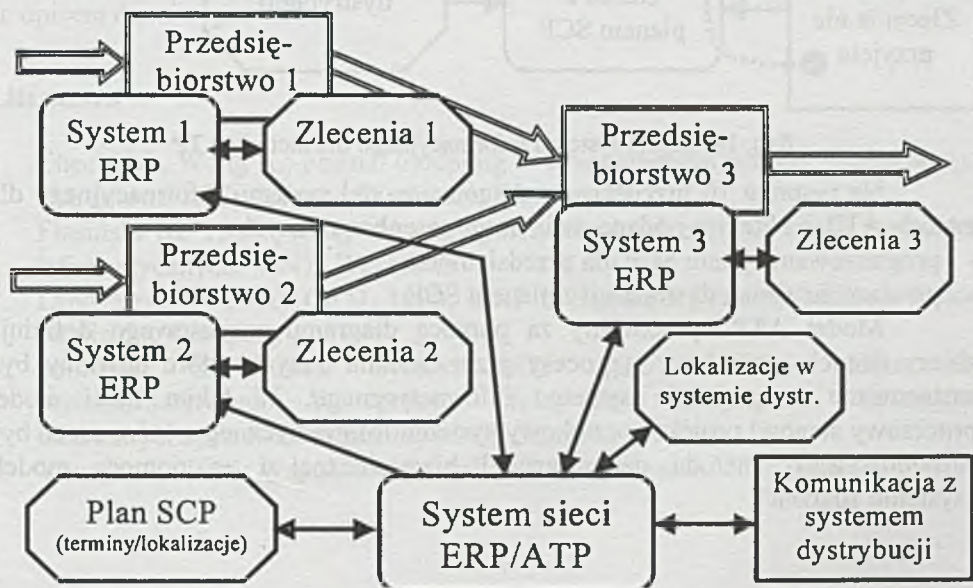 Przedsię-
biorstwo 1
System 1
ERP
Zlecenia 1
Przedsię-
biorstwo 3
Przedsię-
biorstwo 2
System 3
ERP
Zlecenia 3
System 2
ERP
Zlecenia 2
Lokalizacje w
systemie dystr.
Plan SCP
(terminy/lokalizacje)
System sieci
ERP/ATP
Komunikacja z
systemem
dystrybucji